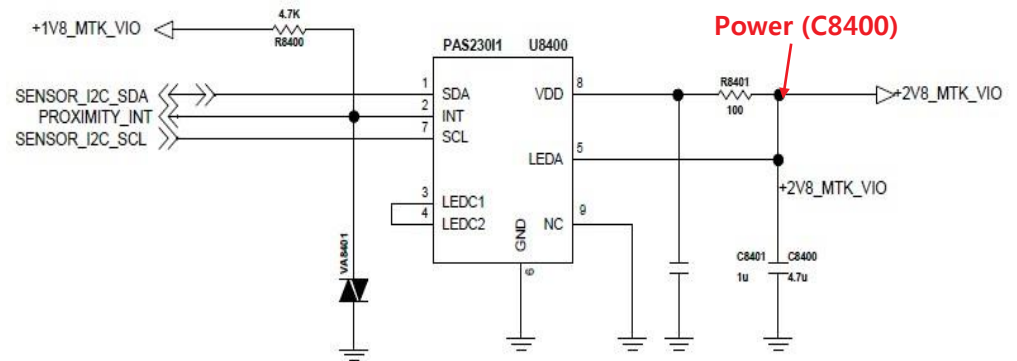 4.7K
+1V8_MTK_VIO
R8400
Power (C8400)
PAS230I1 U8400
SENSOR_I2C_SDA 1 SDA VDD 8 R8401 +2V8_MTK_VIO
PROXIMITY_INT 2 INT 100
SENSOR_I2C_SCL 7 SCL
LEDA 5
+2V8_MTK_VIO
3 LEDC1
4 LEDC2 GND NC 9
VA8401
6
C8401 C8400
1u 4.7u